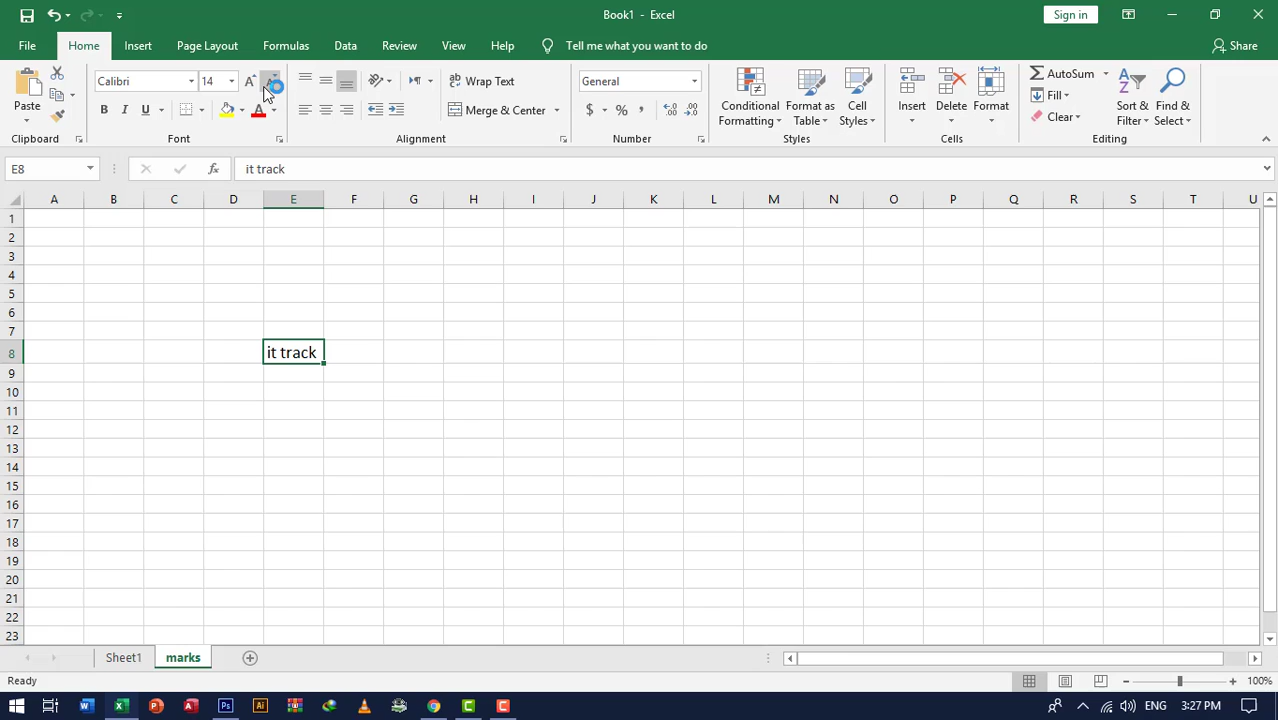 Book1 - Excel
Sign in
File Home Insert Page Layout Formulas Data Review View Help Tell me what you want to do Share
Paste
Calibri 14
B I U A
Wrap Text
Merge & Center
General
$ % ,
Conditional Formatting
Format as Table
Cell Styles
Insert
Delete
Format
AutoSum
Fill
Clear
Sort & Filter
Find & Select
Clipboard Font Alignment Number Styles Cells Editing
E8 fx it track
A B C D E F G H I J K L M N O P Q R S T U
1
2
3
4
5
6
7
8 it track
9
10
11
12
13
14
15
16
17
18
19
20
21
22
23
Sheet1 marks
Ready 100%
ENG 3:27 PM